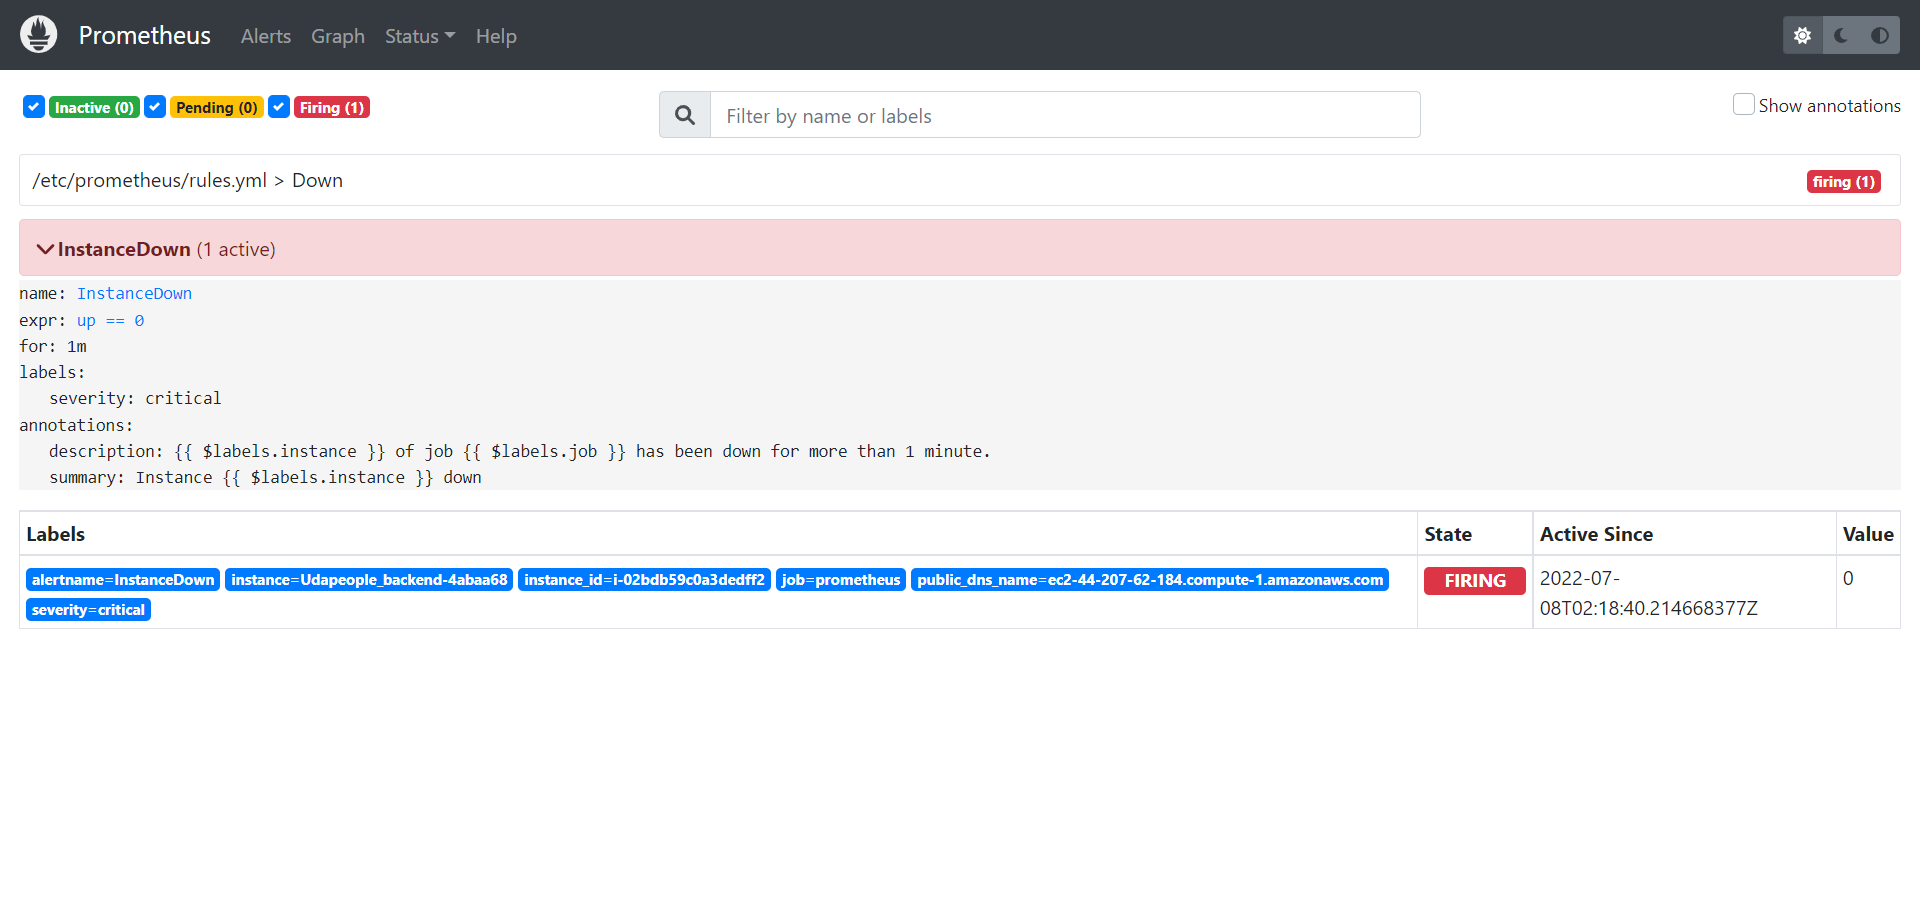 Prometheus Alerts Graph Status Help
Inactive (0) Pending (0) Firing (1) Filter by name or labels Show annotations
/etc/prometheus/rules.yml > Down firing (1)
InstanceDown (1 active)
name: InstanceDown
expr: up == 0
for: 1m
labels:
severity: critical
annotations:
description: {{ $labels.instance }} of job {{ $labels.job }} has been down for more than 1 minute.
summary: Instance {{ $labels.instance }} down
Labels State Active Since Value
alertname=InstanceDown instance=Udapeople_backend-4abaa68 instance_id=i-02bdb59c0a3dedff2 job=prometheus public_dns_name=ec2-44-207-62-184.compute-1.amazonaws.com FIRING 2022-07- 0
severity=critical 08T02:18:40.214668377Z